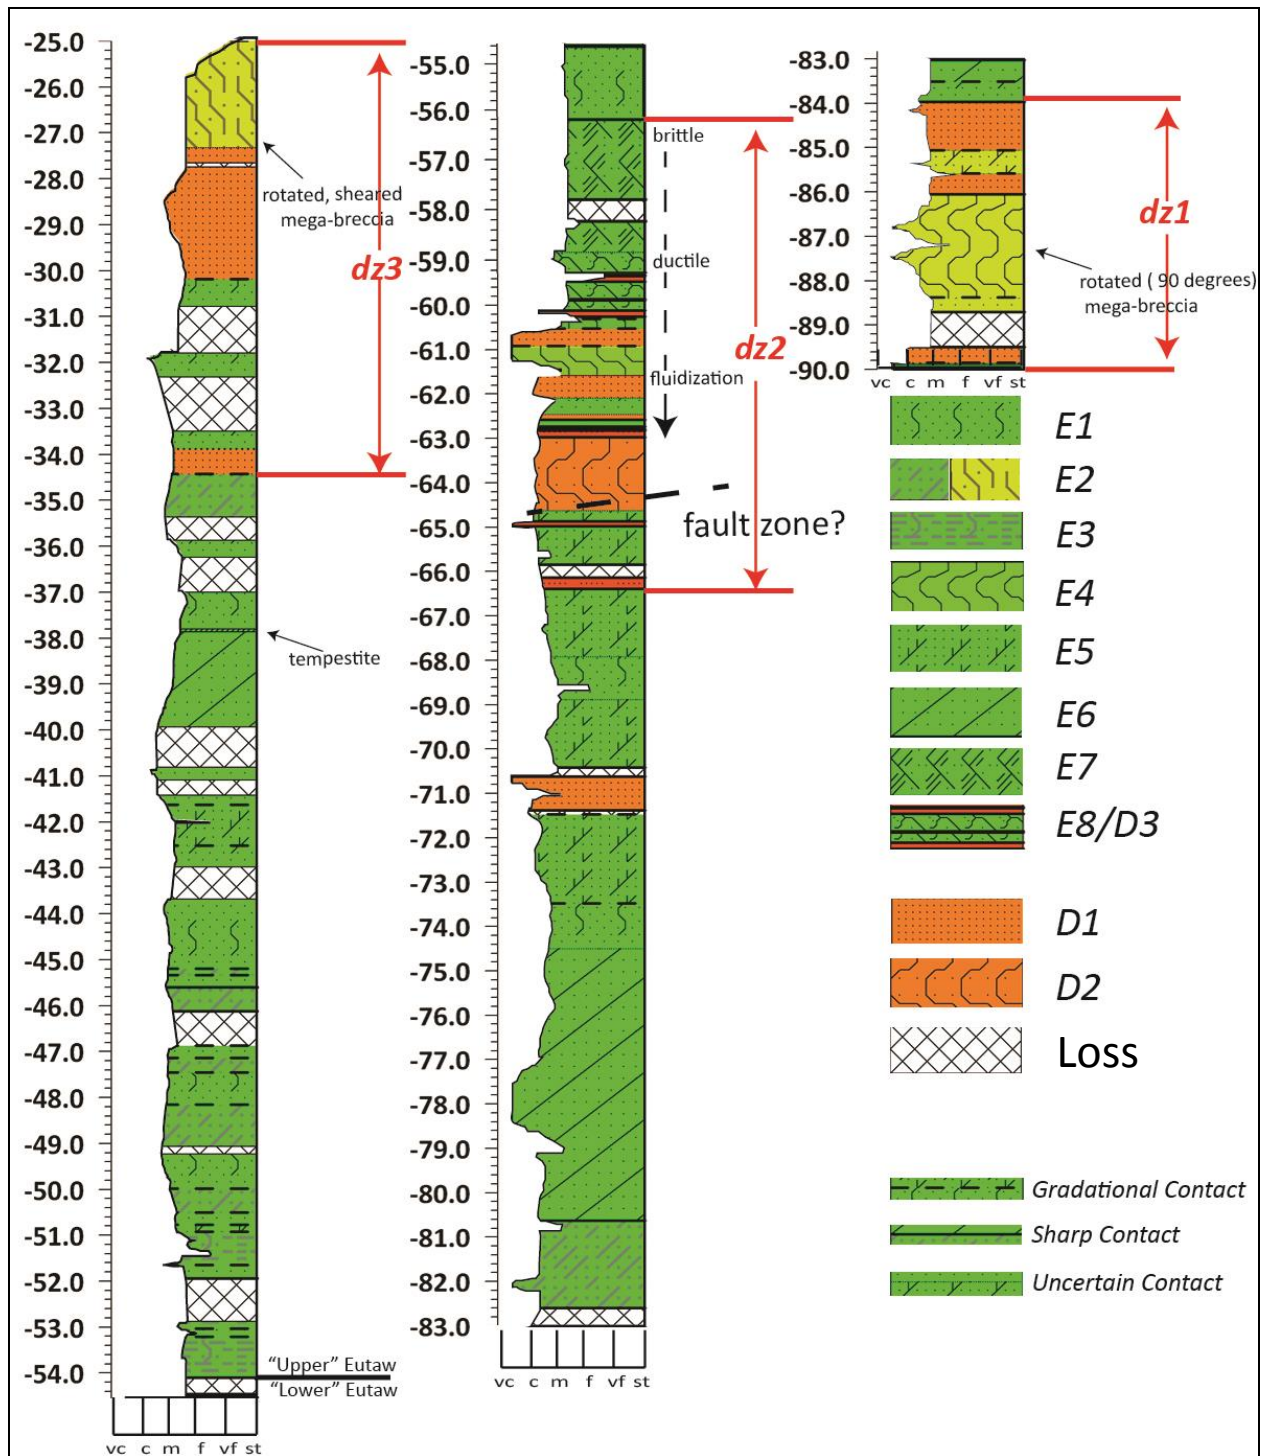 -25.0
-26.0
-27.0
-28.0
-29.0
-30.0
-31.0
-32.0
-33.0
-34.0
-35.0
-36.0
-37.0
-38.0
-39.0
-40.0
-41.0
-42.0
-43.0
-44.0
-45.0
-46.0
-47.0
-48.0
-49.0
-50.0
-51.0
-52.0
-53.0
-54.0
vc c m f vf st
rotated, sheared
mega-breccia
dz3
tempestite
"Upper" Eutaw
"Lower" Eutaw
-55.0
-56.0
-57.0
-58.0
-59.0
-60.0
-61.0
-62.0
-63.0
-64.0
-65.0
-66.0
-67.0
-68.0
-69.0
-70.0
-71.0
-72.0
-73.0
-74.0
-75.0
-76.0
-77.0
-78.0
-79.0
-80.0
-81.0
-82.0
-83.0
vc c m f vf st
brittle
ductile
fluidization
dz2
fault zone?
-83.0
-84.0
-85.0
-86.0
-87.0
-88.0
-89.0
-90.0
vc c m f vf st
dz1
rotated ( 90 degrees)
mega-breccia
E1
E2
E3
E4
E5
E6
E7
E8/D3
D1
D2
Loss
Gradational Contact
Sharp Contact
Uncertain Contact